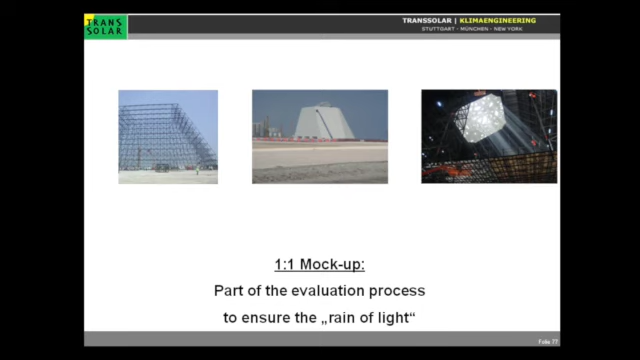 TRANS
SOLAR
TRANSSOLAR | KLIMAENGINEERING
STUTTGART - MÜNCHEN - NEW YORK
1:1 Mock-up:
Part of the evaluation process
to ensure the „rain of light“
Folie 77